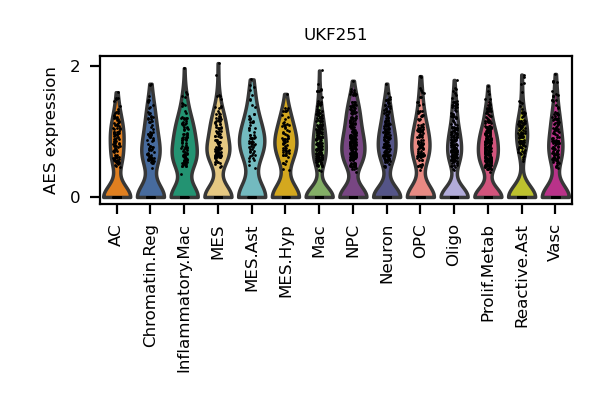 UKF251
AES expression
2
0
AC
Chromatin.Reg
Inflammatory.Mac
MES
MES.Ast
MES.Hyp
Mac
NPC
Neuron
OPC
Oligo
Prolif.Metab
Reactive.Ast
Vasc